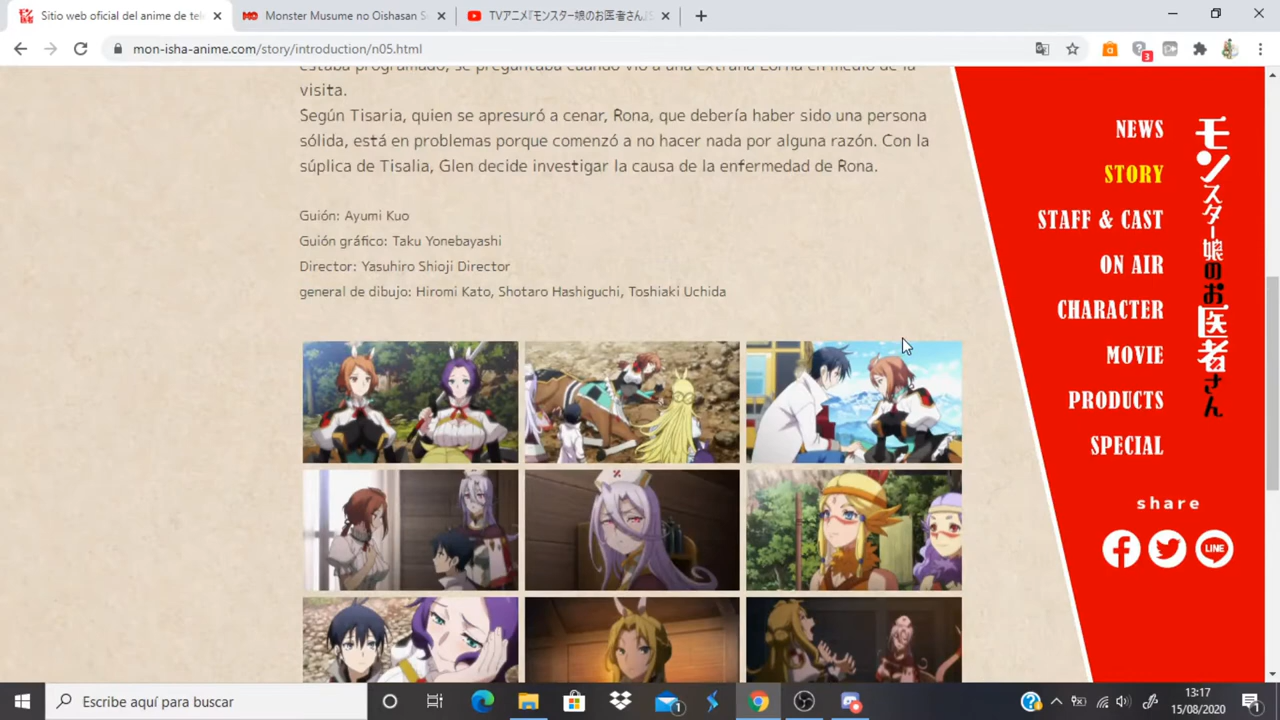 Sitio web oficial del anime de tele
Monster Musume no Oishasan S
TVアニメ『モンスター娘のお医者さん』S
mon-isha-anime.com/story/introduction/n05.html
3
visita.
Según Tisaria, quien se apresuró a cenar, Rona, que debería haber sido una persona
sólida, está en problemas porque comenzó a no hacer nada por alguna razón. Con la
súplica de Tisalia, Glen decide investigar la causa de la enfermedad de Rona.
Guión: Ayumi Kuo
Guión gráfico: Taku Yonebayashi
Director: Yasuhiro Shioji Director
general de dibujo: Hiromi Kato, Shotaro Hashiguchi, Toshiaki Uchida
NEWS
STORY
STAFF & CAST
ON AIR
CHARACTER
MOVIE
PRODUCTS
SPECIAL
モンスター娘のお医者さん
share
LINE
Escribe aquí para buscar
1
13:17
15/08/2020
1